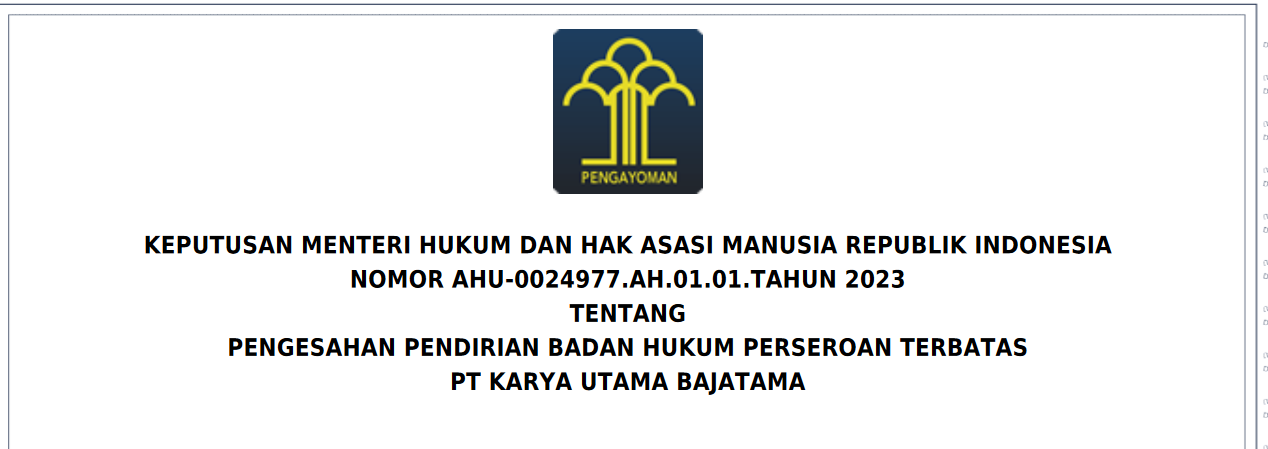 PENGAYOMAN
KEPUTUSAN MENTERI HUKUM DAN HAK ASASI MANUSIA REPUBLIK INDONESIA
NOMOR AHU-0024977.AH.01.01.TAHUN 2023
TENTANG
PENGESAHAN PENDIRIAN BADAN HUKUM PERSEROAN TERBATAS
PT KARYA UTAMA BAJATAMA